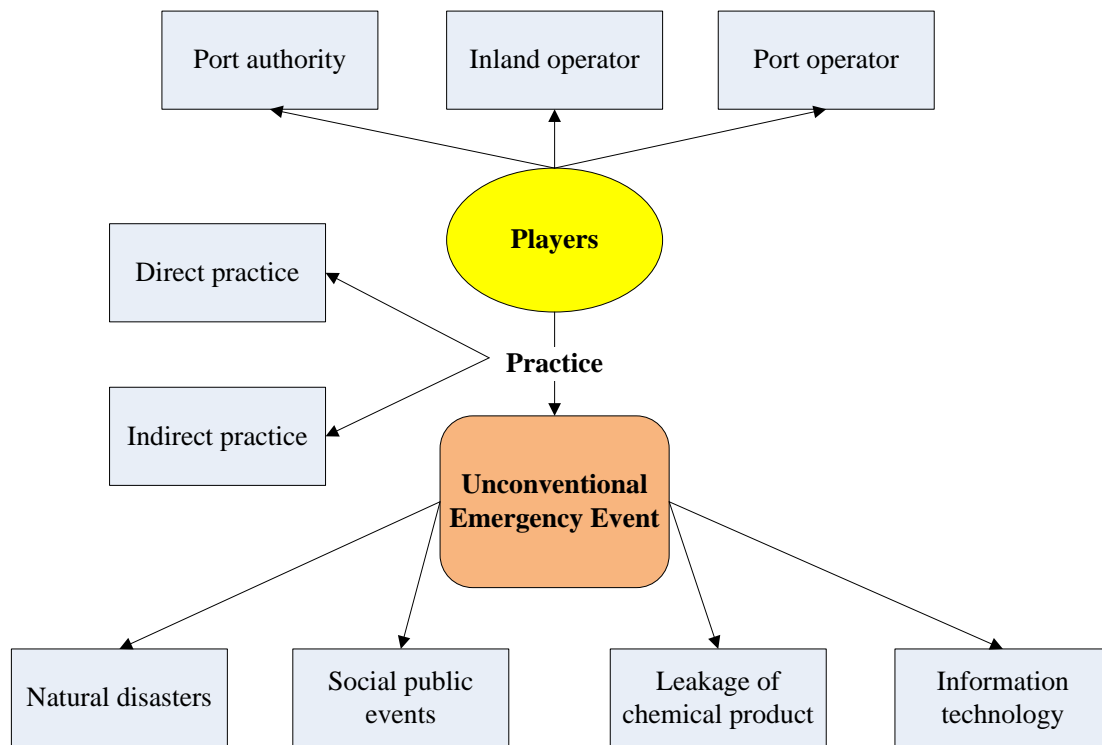 Port authority
Inland operator
Port operator
Players
Direct practice
Practice
Indirect practice
Unconventional
Emergency Event
Natural disasters
Social public
events
Leakage of
chemical product
Information
technology